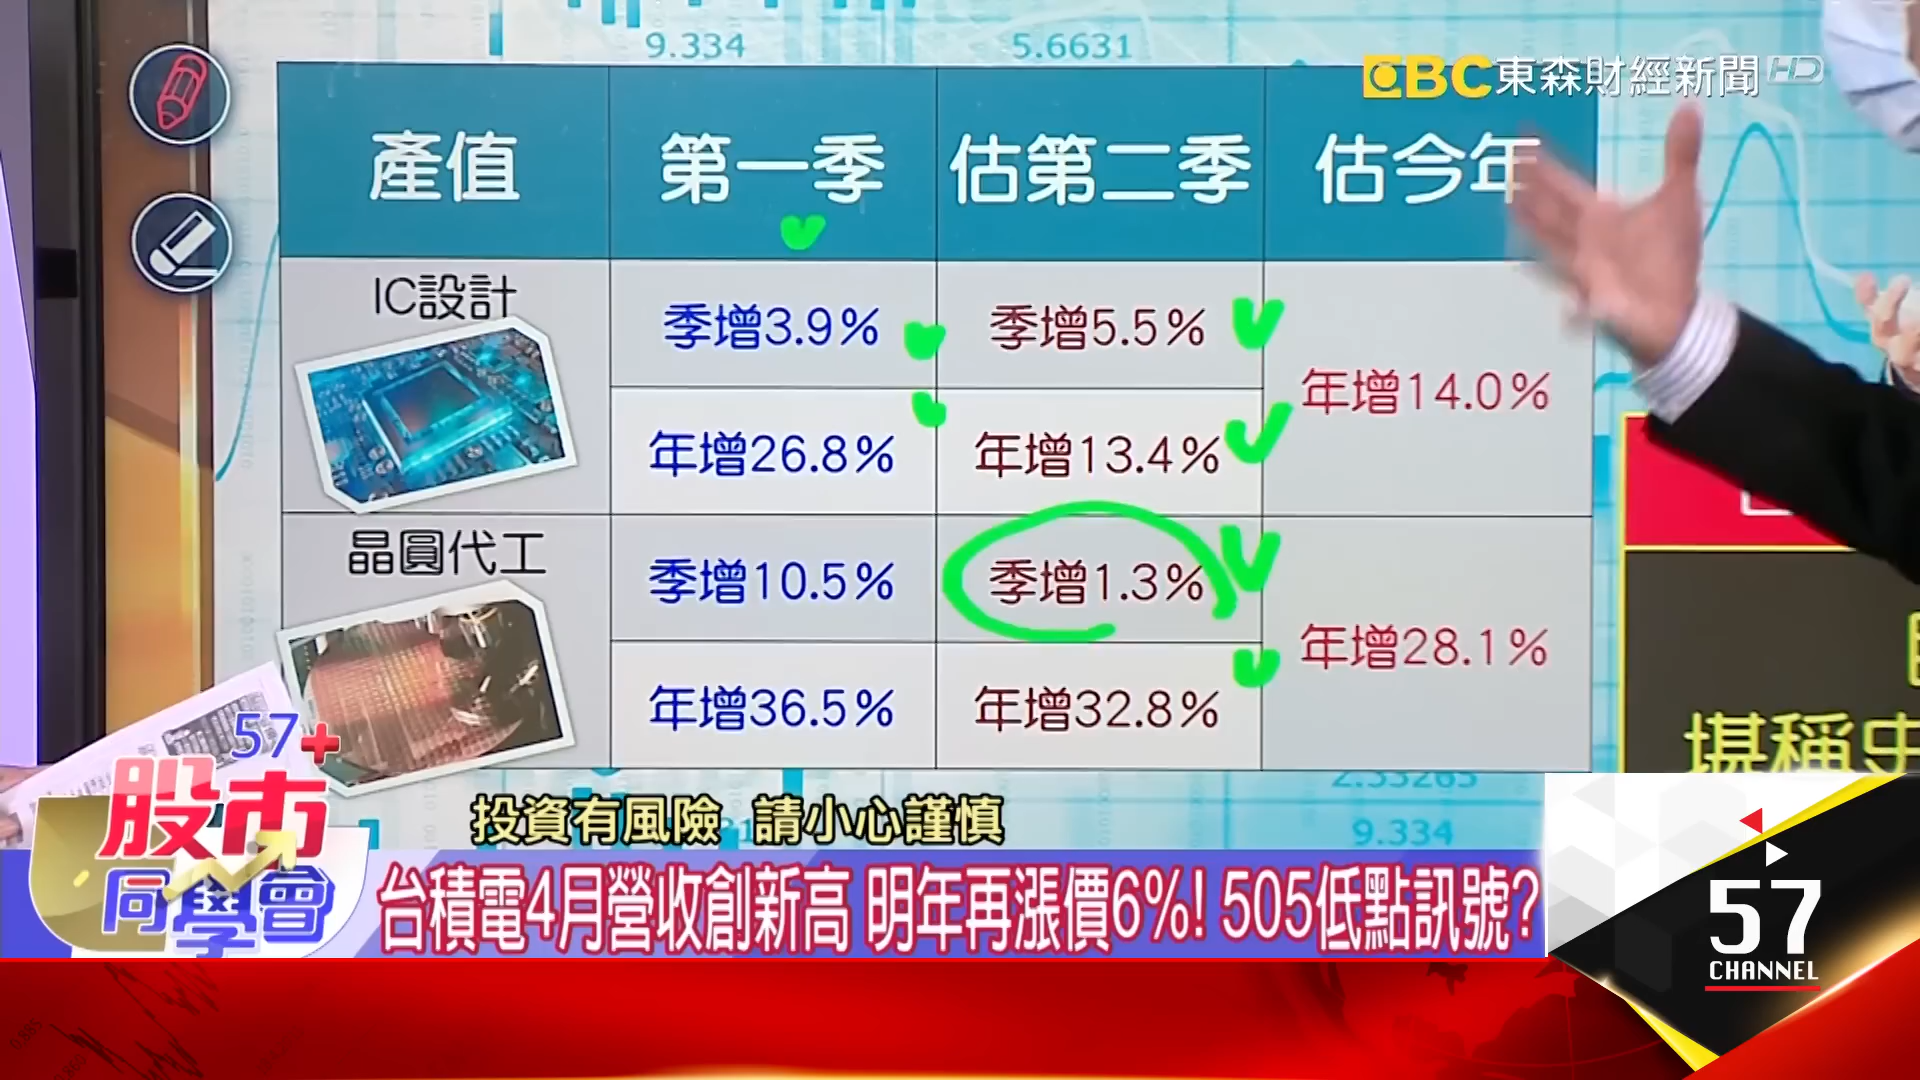 9.334
5.6631
EBC東森財經新聞HD
產值
第一季
估第二季
估今年
IC設計
季增3.9%
季增5.5%
年增14.0%
年增26.8%
年增13.4%
晶圓代工
季增10.5%
季增1.3%
年增28.1%
年增36.5%
年增32.8%
堪稱史
2.33265
9.334
57+
股市
同學會
投資有風險 請小心謹慎
台積電4月營收創新高 明年再漲價6%! 505低點訊號?
57
CHANNEL